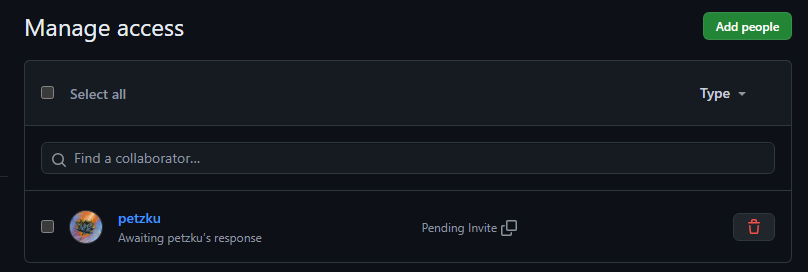 Manage access
Add people
Select all
Type
Find a collaborator...
petzku
Awaiting petzku's response
Pending Invite